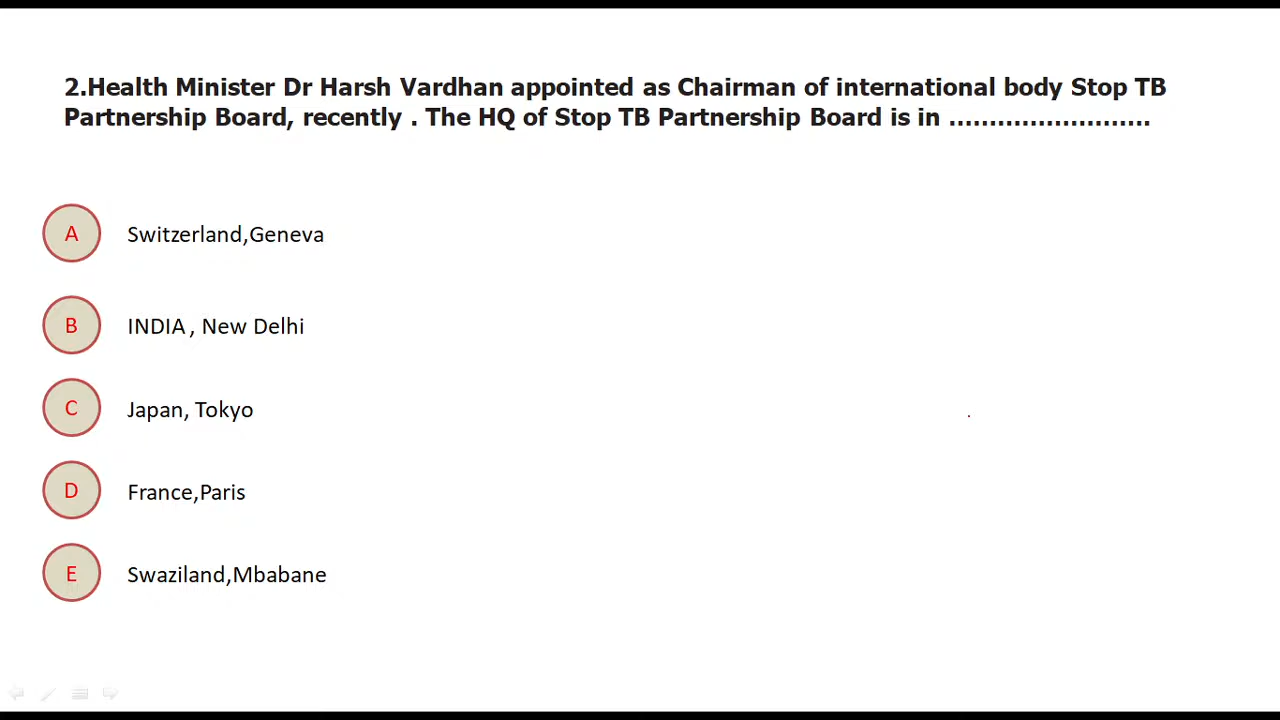 2.Health Minister Dr Harsh Vardhan appointed as Chairman of international body Stop TB
Partnership Board, recently . The HQ of Stop TB Partnership Board is in .........................
A Switzerland,Geneva
B INDIA , New Delhi
C Japan, Tokyo
D France,Paris
E Swaziland,Mbabane